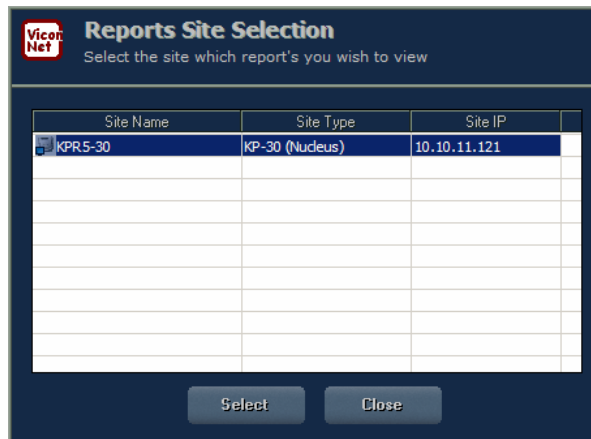 Vicon
Net
Reports Site Selection
Select the site which report's you wish to view
Site Name Site Type Site IP
KPR5-30 KP-30 (Nucleus) 10.10.11.121
Select Close